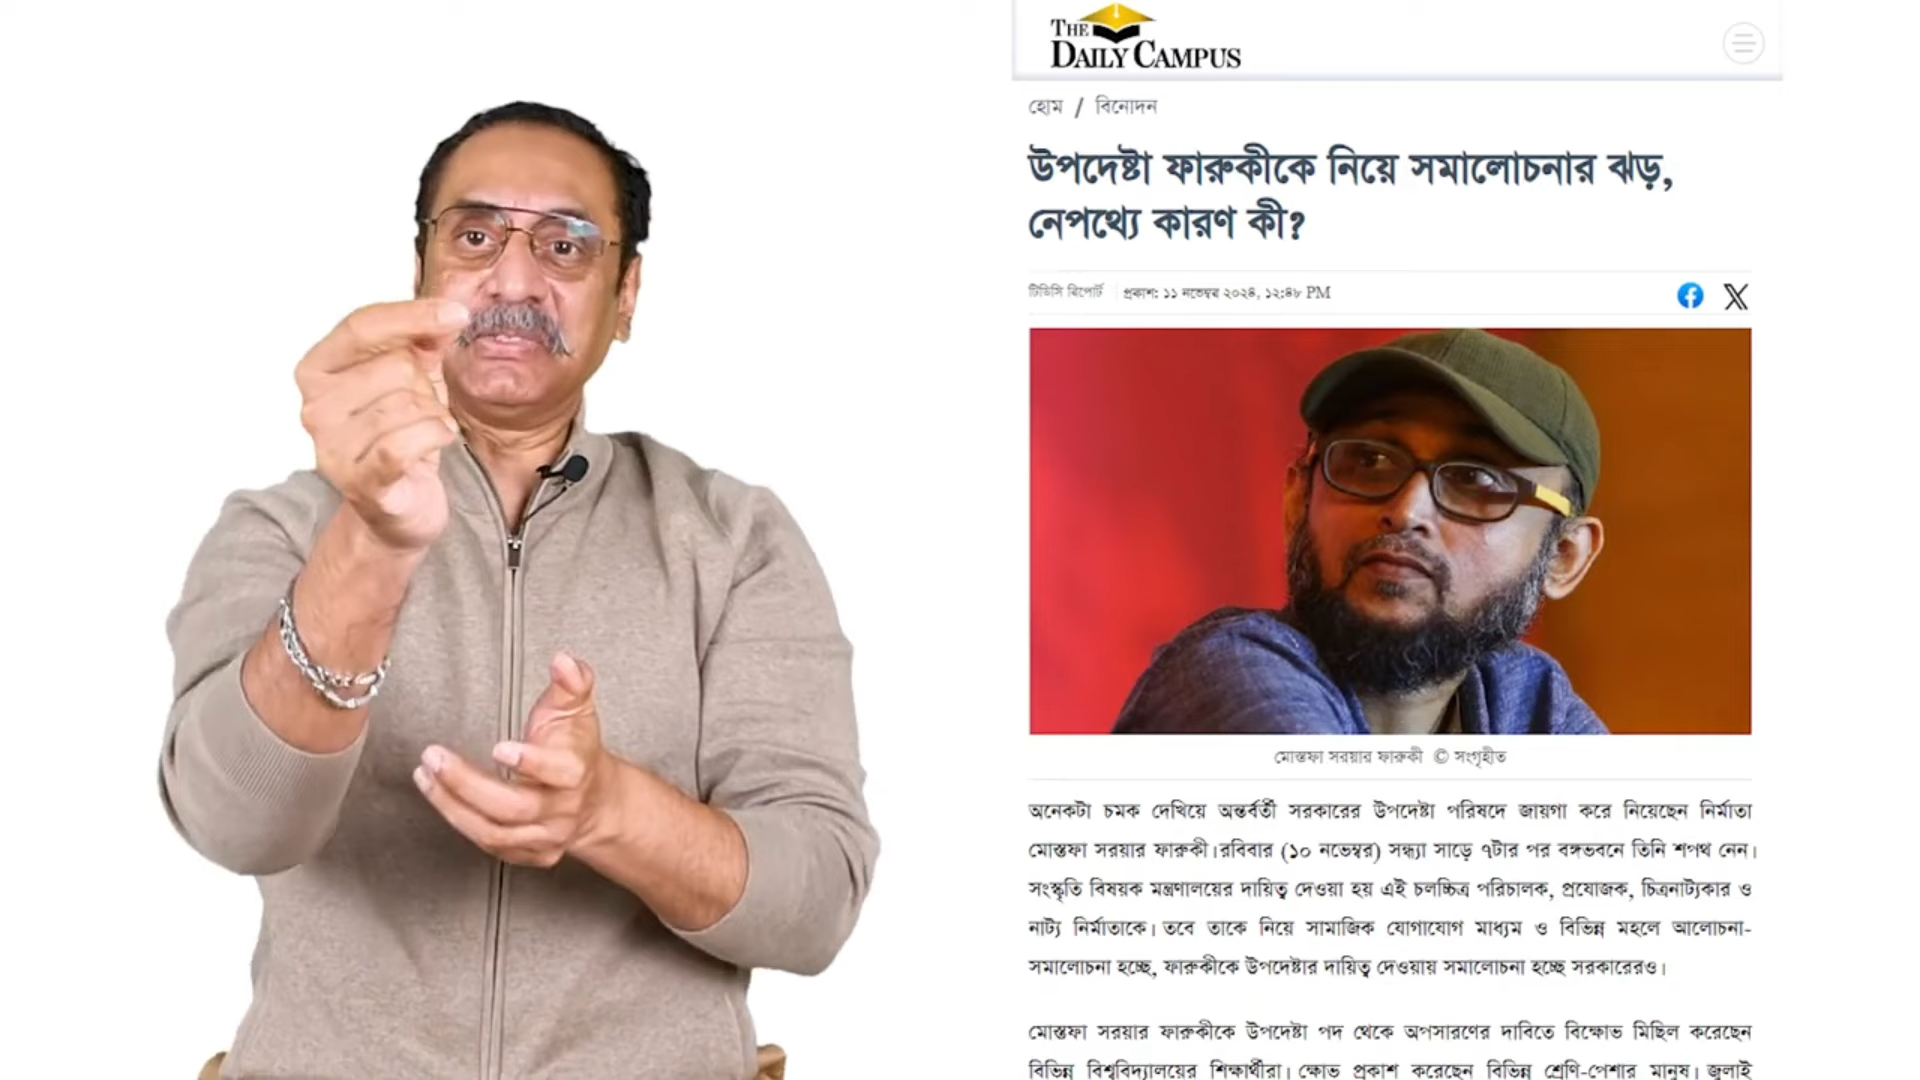 THE
DAILY CAMPUS
হোম / বিনোদন
উপদেষ্টা ফারুকীকে নিয়ে সমালোচনার ঝড়,
নেপথ্যে কারণ কী?
টিডিসি রিপোর্ট প্রকাশ: ১১ নভেম্বর ২০২৪, ১২:৪৮ PM
মোস্তফা সরয়ার ফারুকী © সংগৃহীত
অনেকটা চমক দেখিয়ে অন্তর্বর্তী সরকারের উপদেষ্টা পরিষদে জায়গা করে নিয়েছেন নির্মাতা
মোস্তফা সরয়ার ফারুকী। রবিবার (১০ নভেম্বর) সন্ধ্যা সাড়ে ৭টার পর বঙ্গভবনে তিনি শপথ নেন।
সংস্কৃতি বিষয়ক মন্ত্রণালয়ের দায়িত্ব দেওয়া হয় এই চলচ্চিত্র পরিচালক, প্রযোজক, চিত্রনাট্যকার ও
নাট্য নির্মাতাকে। তবে তাকে নিয়ে সামাজিক যোগাযোগ মাধ্যম ও বিভিন্ন মহলে আলোচনা-
সমালোচনা হচ্ছে, ফারুকীকে উপদেষ্টার দায়িত্ব দেওয়ায় সমালোচনা হচ্ছে সরকারেরও।
মোস্তফা সরয়ার ফারুকীকে উপদেষ্টা পদ থেকে অপসারণের দাবিতে বিক্ষোভ মিছিল করেছেন
বিভিন্ন বিশ্ববিদ্যালয়ের শিক্ষার্থীরা। ক্ষোভ প্রকাশ করেছেন বিভিন্ন শ্রেণি-পেশার মানুষ। জুলাই